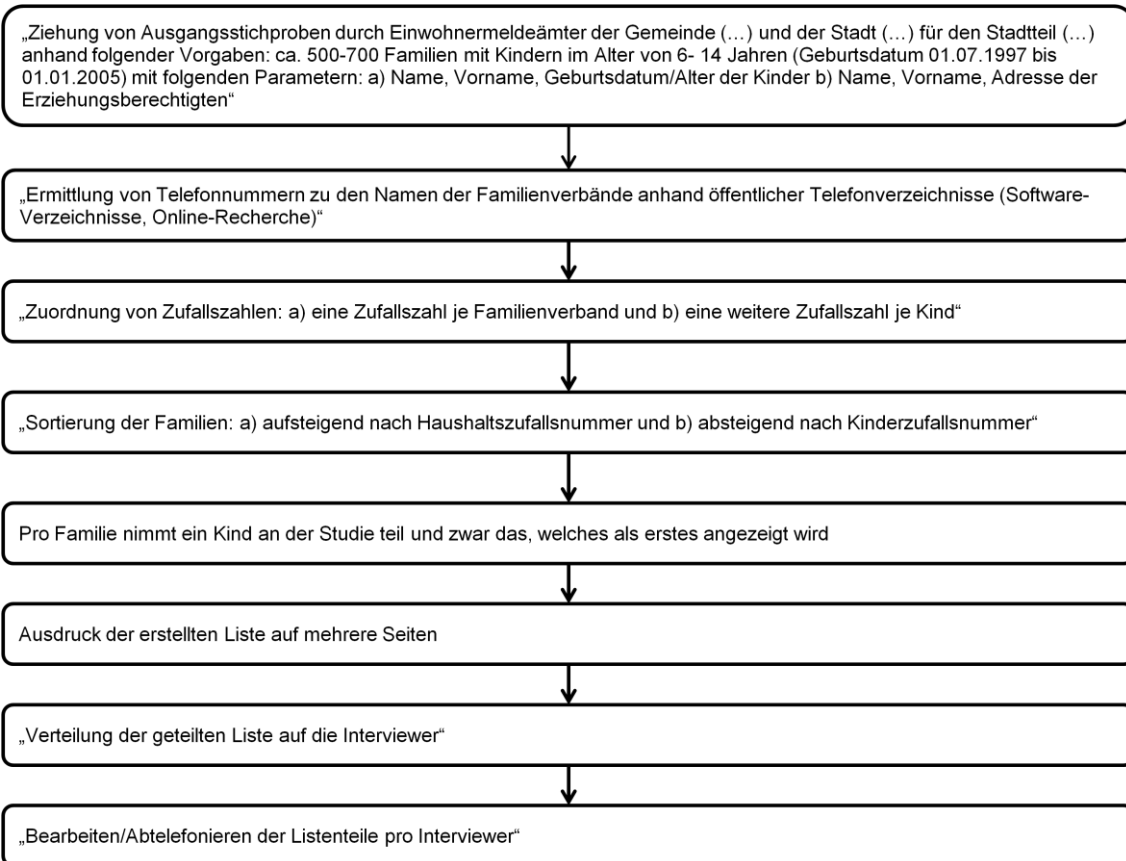 „Ziehung von Ausgangsstichproben durch Einwohnermeldeämter der Gemeinde (…) und der Stadt (…) für den Stadtteil (…)
anhand folgender Vorgaben: ca. 500-700 Familien mit Kindern im Alter von 6- 14 Jahren (Geburtsdatum 01.07.1997 bis
01.01.2005) mit folgenden Parametern: a) Name, Vorname, Geburtsdatum/Alter der Kinder b) Name, Vorname, Adresse der
Erziehungsberechtigten“
„Ermittlung von Telefonnummern zu den Namen der Familienverbände anhand öffentlicher Telefonverzeichnisse (Software-
Verzeichnisse, Online-Recherche)“
„Zuordnung von Zufallszahlen: a) eine Zufallszahl je Familienverband und b) eine weitere Zufallszahl je Kind“
„Sortierung der Familien: a) aufsteigend nach Haushaltszufallsnummer und b) absteigend nach Kinderzufallsnummer“
Pro Familie nimmt ein Kind an der Studie teil und zwar das, welches als erstes angezeigt wird
Ausdruck der erstellten Liste auf mehrere Seiten
„Verteilung der geteilten Liste auf die Interviewer“
„Bearbeiten/Abtelefonieren der Listenteile pro Interviewer“